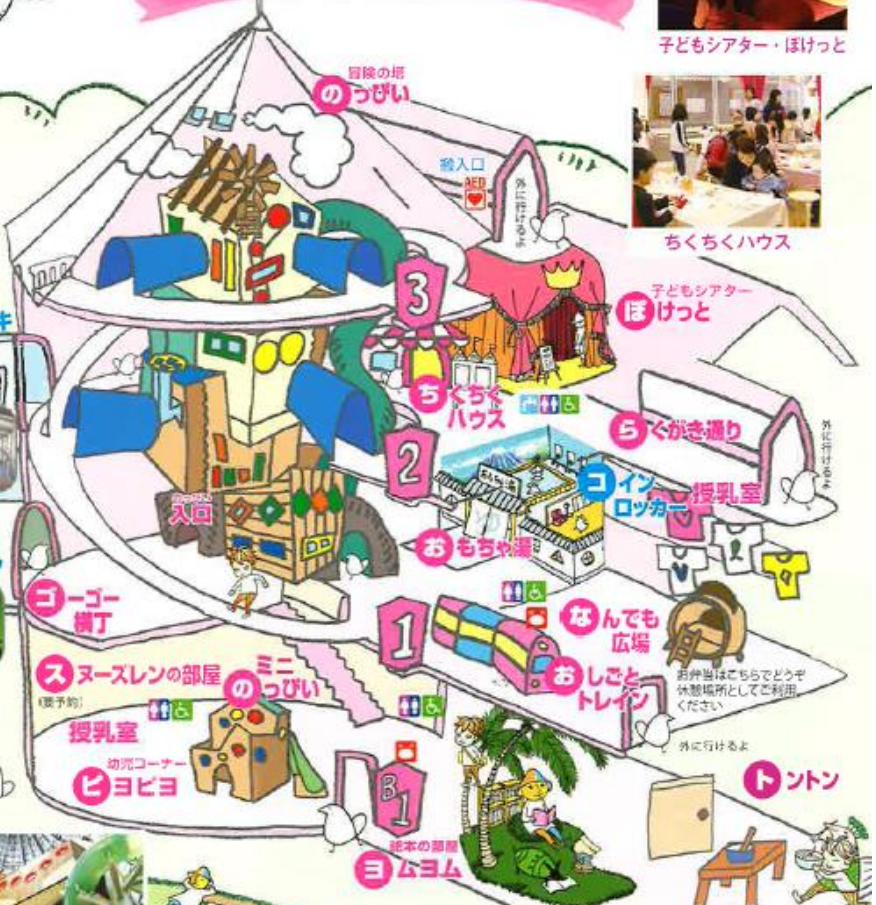 子どもシアター・ぽけっと
冒険の塔
のっぴい
搬入口
AED
外に行けるよ
ちくちくハウス
3
子どもシアター
ぽけっと
キ
ちくちく
ハウス
らくがき通り
外に行けるよ
2
コイン
ロッカー
授乳室
入口
おもちゃ湯
ゆ
ゴーゴー
横丁
1
なんでも
広場
おしごと
トレイン
お弁当はこちらでどうぞ
休憩場所としてご利用
ください
スヌーズレンの部屋
(要予約)
ミニ
のっぴい
授乳室
外に行けるよ
幼児コーナー
ピヨピヨ
B1
トントン
絵本の部屋
ヨムヨム